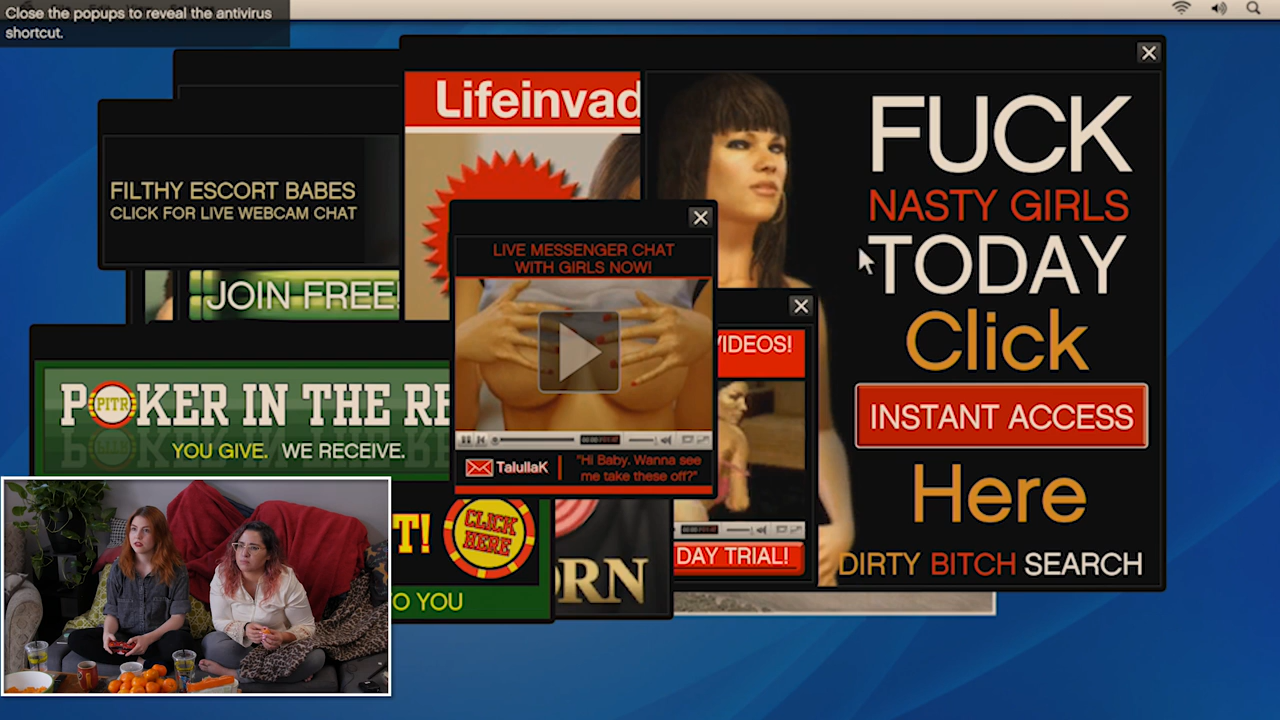 Close the popups to reveal the antivirus
shortcut.
Lifeinvad
FUCK
NASTY GIRLS
TODAY
Click
INSTANT ACCESS
Here
DIRTY BITCH SEARCH
FILTHY ESCORT BABES
CLICK FOR LIVE WEBCAM CHAT
JOIN FREE
LIVE MESSENGER CHAT
WITH GIRLS NOW!
TalullaK
"Hi Baby. Wanna see
me take these off?"
VIDEOS!
DAY TRIAL!
POKER IN THE RE
PITR
YOU GIVE. WE RECEIVE.
T!
CLICK
HERE
O YOU
ORN